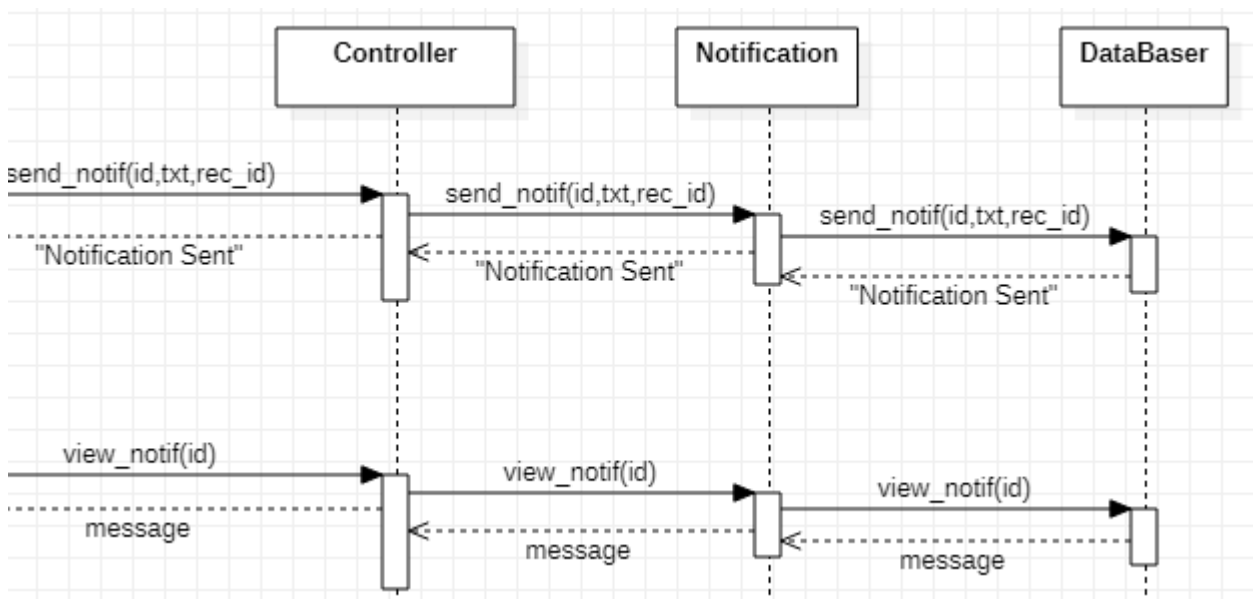 Controller
Notification
DataBaser
send_notif(id,txt,rec_id)
send_notif(id,txt,rec_id)
send_notif(id,txt,rec_id)
"Notification Sent"
"Notification Sent"
"Notification Sent"
view_notif(id)
view_notif(id)
view_notif(id)
message
message
message